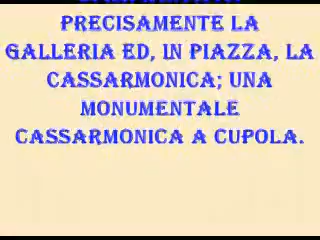 PRECISAMENTE LA
GALLERIA ED, IN PIAZZA, LA
CASSARMONICA; UNA
MONUMENTALE
CASSARMONICA A CUPOLA.